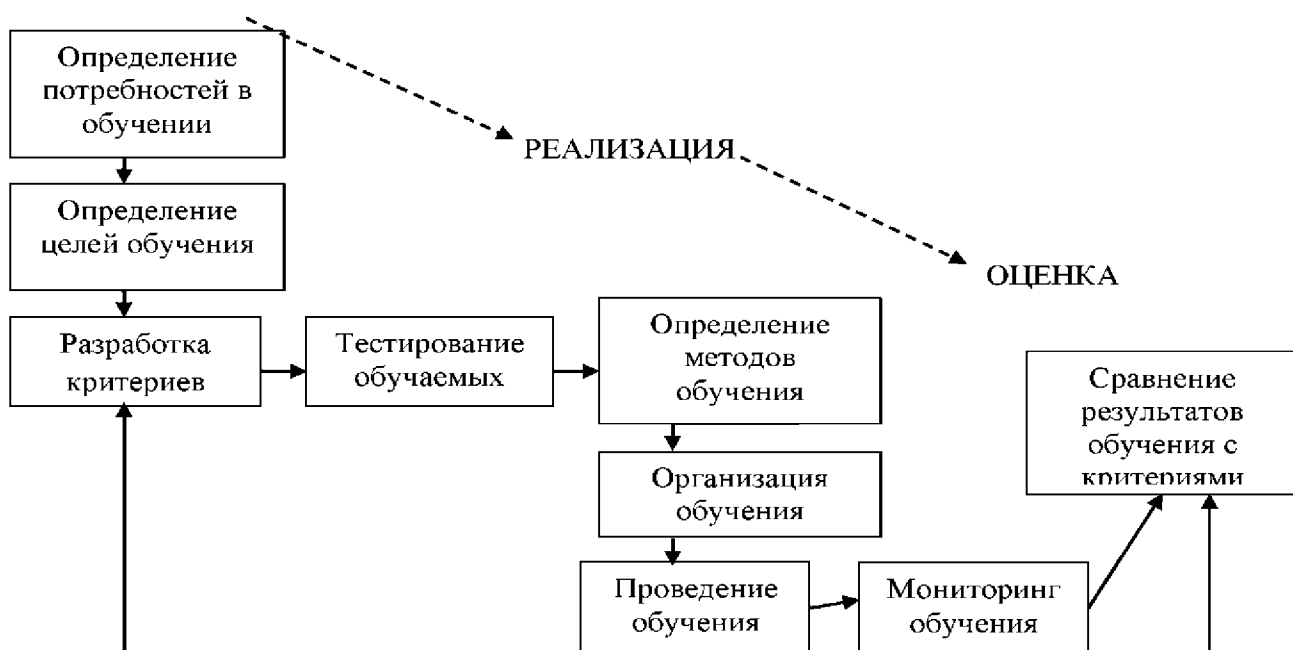 Определение
потребностей в
обучении
РЕАЛИЗАЦИЯ
Определение
целей обучения
ОЦЕНКА
Разработка
критериев
Тестирование
обучаемых
Определение
методов
обучения
Сравнение
результатов
обучения с
критериями
Организация
обучения
Проведение
обучения
Мониторинг
обучения